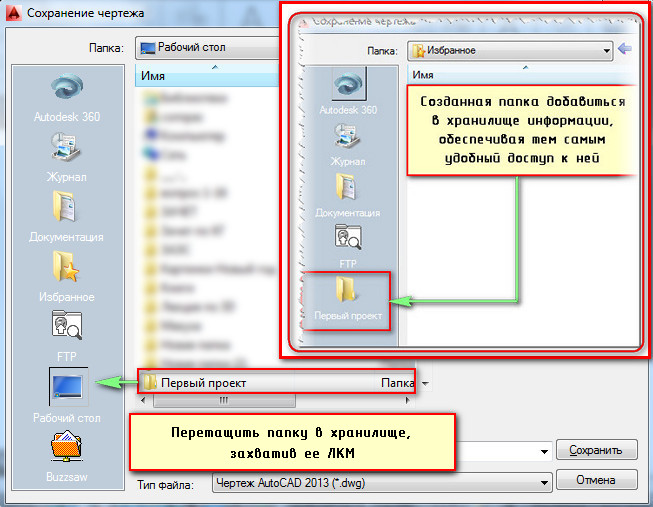 Сохранение чертежа
Папка:
Рабочий стол
Имя
Autodesk 360
Журнал
Документация
Избранное
FTP
Рабочий стол
Buzzsaw
Первый проект
Папка
Перетащить папку в хранилище,
захватив ее ЛКМ
Тип файла:
Чертеж AutoCAD 2013 (*.dwg)
Сохранить
Отмена
Сохранение чертежа
Папка:
Избранное
Имя
Autodesk 360
Журнал
Документация
FTP
Первый проект
Созданная папка добавиться
в хранилище информации,
обеспечивая тем самым
удобный доступ к ней